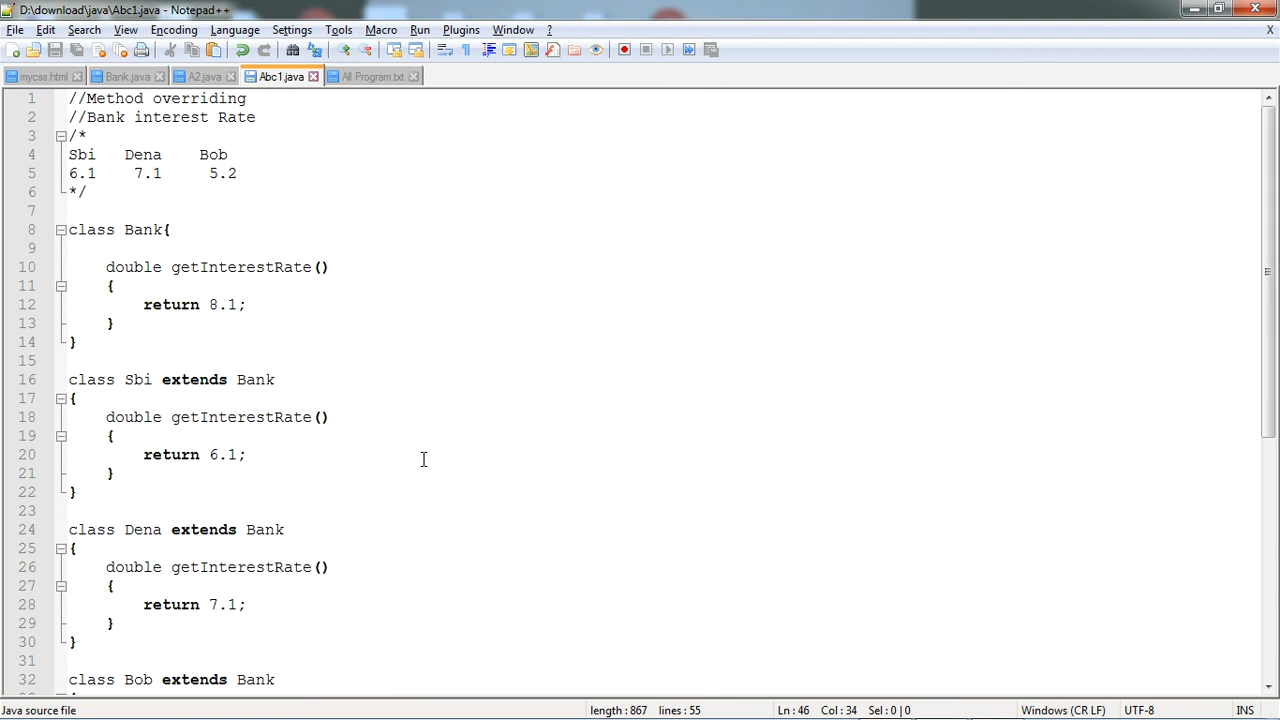 D:\download\java\Abc1.java - Notepad++
File Edit Search View Encoding Language Settings Tools Macro Run Plugins Window ? X
mycss.html Bank.java A2.java Abc1.java All Program.txt
1 //Method overriding
2 //Bank interest Rate
3 /*
4 Sbi Dena Bob
5 6.1 7.1 5.2
6 */
7
8 class Bank{
9
10 double getInterestRate()
11 {
12 return 8.1;
13 }
14 }
15
16 class Sbi extends Bank
17 {
18 double getInterestRate()
19 {
20 return 6.1;
21 }
22 }
23
24 class Dena extends Bank
25 {
26 double getInterestRate()
27 {
28 return 7.1;
29 }
30 }
31
32 class Bob extends Bank
Java source file length : 867 lines : 55 Ln : 46 Col : 34 Sel : 0 | 0 Windows (CR LF) UTF-8 INS